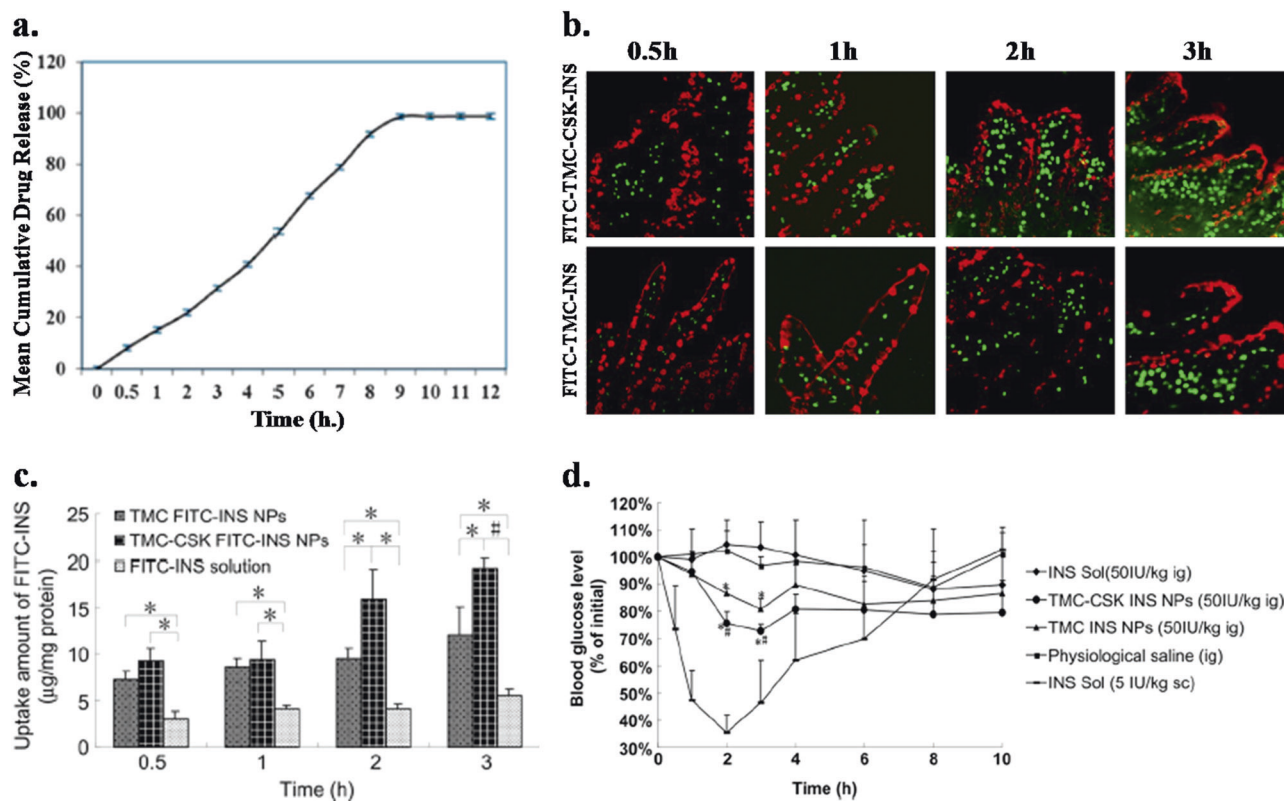 a.
Mean Cumulative Drug Release (%)
120
100
80
60
40
20
0
0 0.5 1 2 3 4 5 6 7 8 9 10 11 12
Time (h.)
b.
0.5h 1h 2h 3h
FITC-TMC-CSK-INS
FITC-TMC-INS
c.
Uptake amount of FITC-INS
(µg/mg protein)
25
20
15
10
5
0
TMC FITC-INS NPs
TMC-CSK FITC-INS NPs
FITC-INS solution
* *
* *
* * *
* * #
0.5 1 2 3
Time (h)
d.
Blood glucose level
(% of initial)
120%
110%
100%
90%
80%
70%
60%
50%
40%
30%
* *
* # * #
0 2 4 6 8 10
Time (h)
INS Sol(50IU/kg ig)
TMC-CSK INS NPs (50IU/kg ig)
TMC INS NPs (50IU/kg ig)
Physiological saline (ig)
INS Sol (5 IU/kg sc)